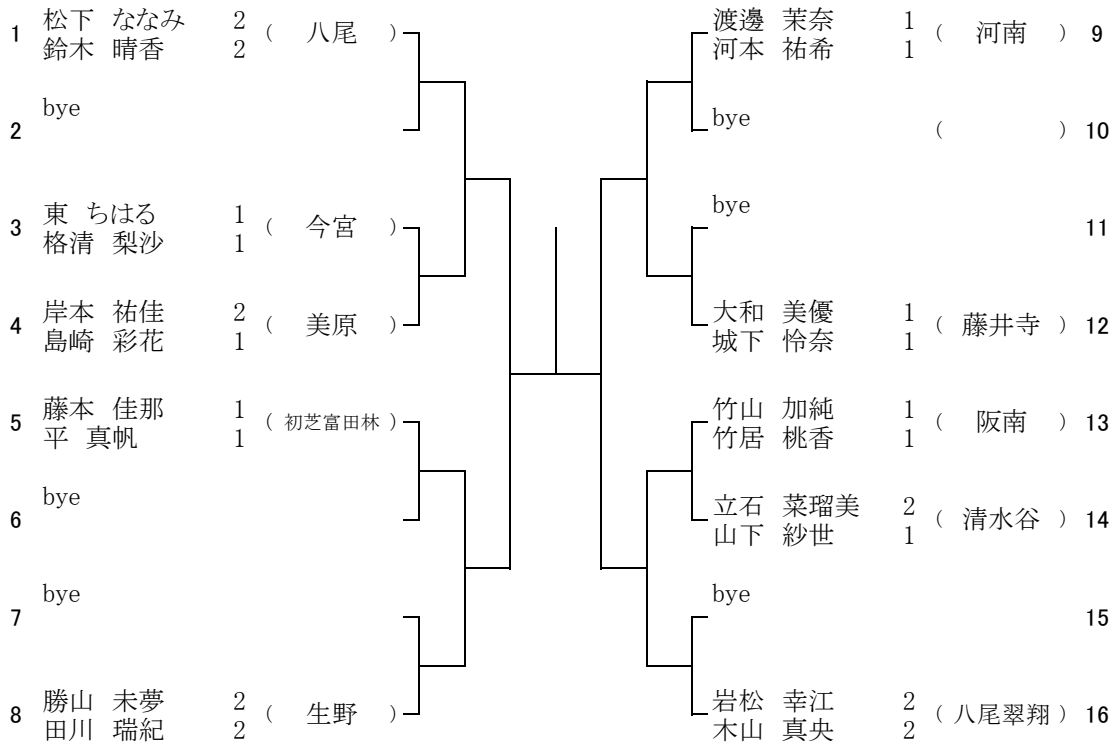 1 松下 ななみ 2 ( 八尾 )
鈴木 晴香 2
2 bye
3 東 ちはる 1 ( 今宮 )
格清 梨沙 1
4 岸本 祐佳 2 ( 美原 )
島崎 彩花 1
5 藤本 佳那 1 ( 初芝富田林 )
平 真帆 1
6 bye
7 bye
8 勝山 未夢 2 ( 生野 )
田川 瑞紀 2
渡邊 茉奈 1 ( 河南 ) 9
河本 祐希 1
bye ( ) 10
bye 11
大和 美優 1 ( 藤井寺 ) 12
城下 怜奈 1
竹山 加純 1 ( 阪南 ) 13
竹居 桃香 1
立石 菜瑠美 2 ( 清水谷 ) 14
山下 紗世 1
bye 15
岩松 幸江 2 ( 八尾翠翔 ) 16
木山 真央 2